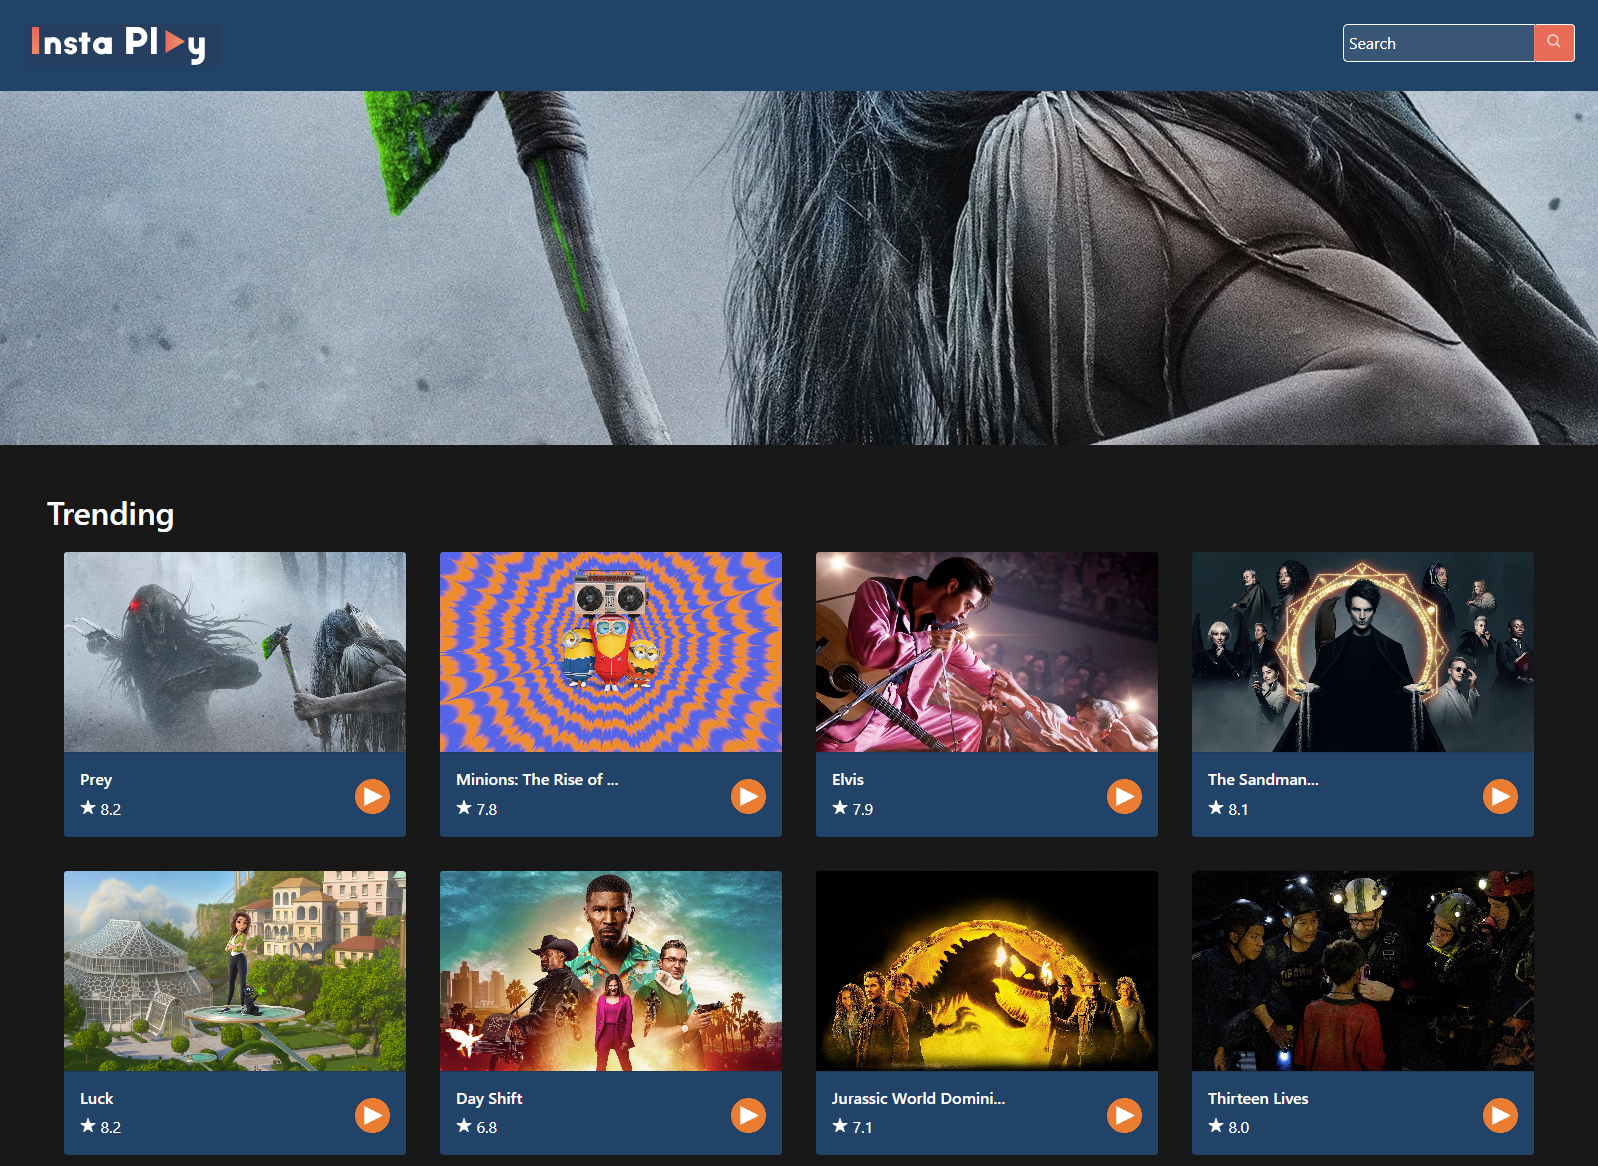 Insta Play
Search
Trending
Prey
★ 8.2
Minions: The Rise of ...
★ 7.8
Elvis
★ 7.9
The Sandman...
★ 8.1
Luck
★ 8.2
Day Shift
★ 6.8
Jurassic World Domini...
★ 7.1
Thirteen Lives
★ 8.0